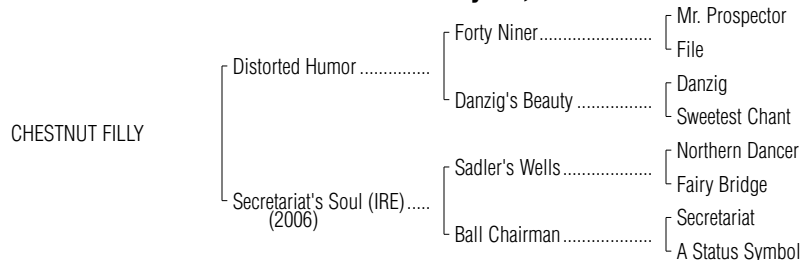 Mr. Prospector
Forty Niner
File
Distorted Humor
Danzig
Danzig's Beauty
Sweetest Chant
CHESTNUT FILLY
Northern Dancer
Sadler's Wells
Fairy Bridge
Secretariat's Soul (IRE)
(2006)
Secretariat
Ball Chairman
A Status Symbol